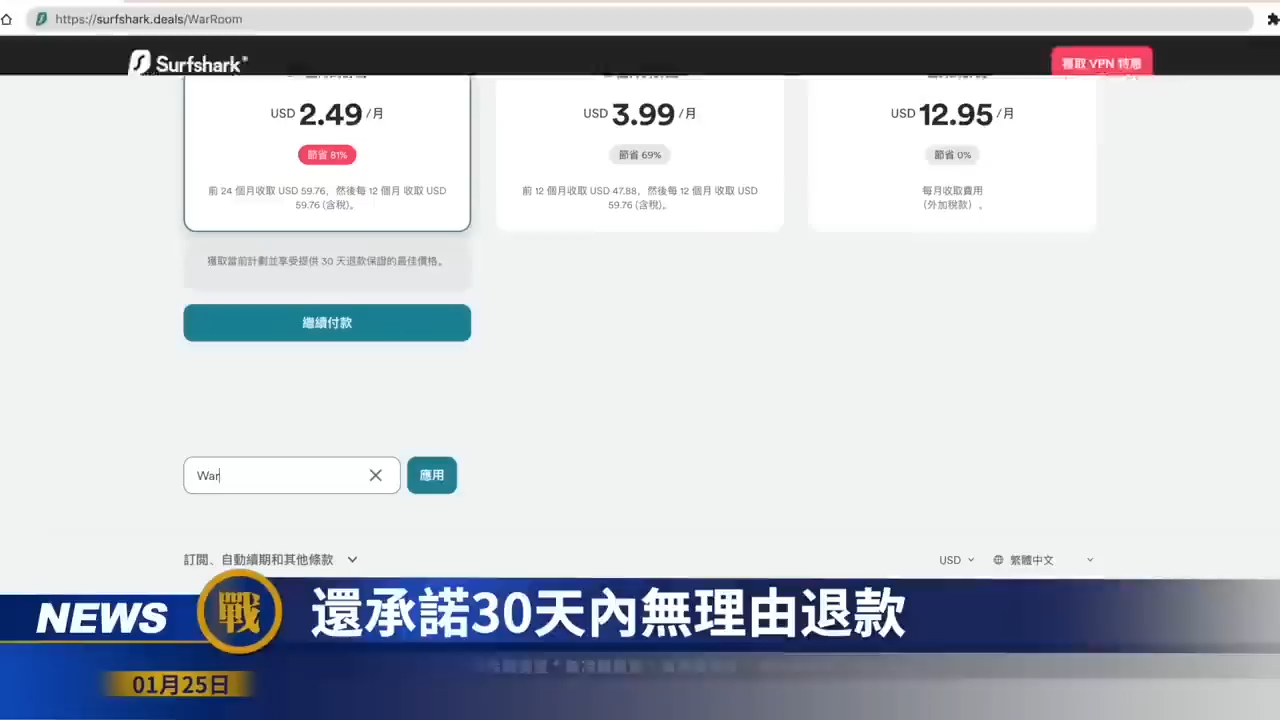 https://surfshark.deals/WarRoom
Surfshark®
獲取 VPN 特惠
USD 2.49 /月
節省 81%
前 24 個月收取 USD 59.76，然後每 12 個月 收取 USD
59.76 (含稅)。
USD 3.99 /月
節省 69%
前 12 個月收取 USD 47.88，然後每 12 個月 收取 USD
59.76 (含稅)。
USD 12.95 /月
節省 0%
每月收取費用
（外加稅款）。
獲取當前計劃並享受提供 30 天退款保證的最佳價格。
繼續付款
War
應用
訂閱、自動續期和其他條款
USD
繁體中文
NEWS
戰
還承諾30天內無理由退款
01月25日